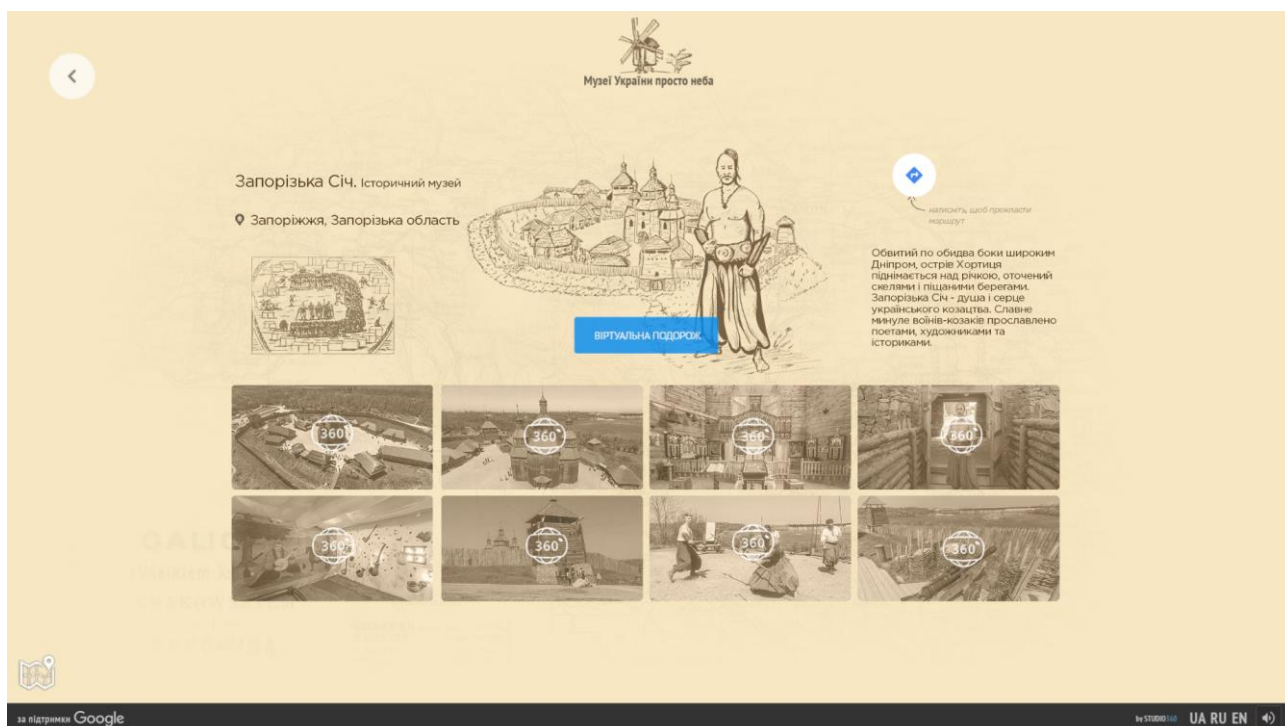 Музеї України просто неба
Запорізька Січ. Історичний музей
Запоріжжя, Запорізька область
натисніть, щоб прокласти
маршрут
Обвитий по обидва боки широким
Дніпром, острів Хортиця
піднімається над річкою, оточений
скелями і піщаними берегами.
Запорізька Січ - душа і серце
українського козацтва. Славне
минуле воїнів-козаків прославлено
поетами, художниками та
істориками.
ВІРТУАЛЬНА ПОДОРОЖ
360°
360°
360°
360°
360°
360°
360°
360°
за підтримки Google
by STUDIO360 UA RU EN